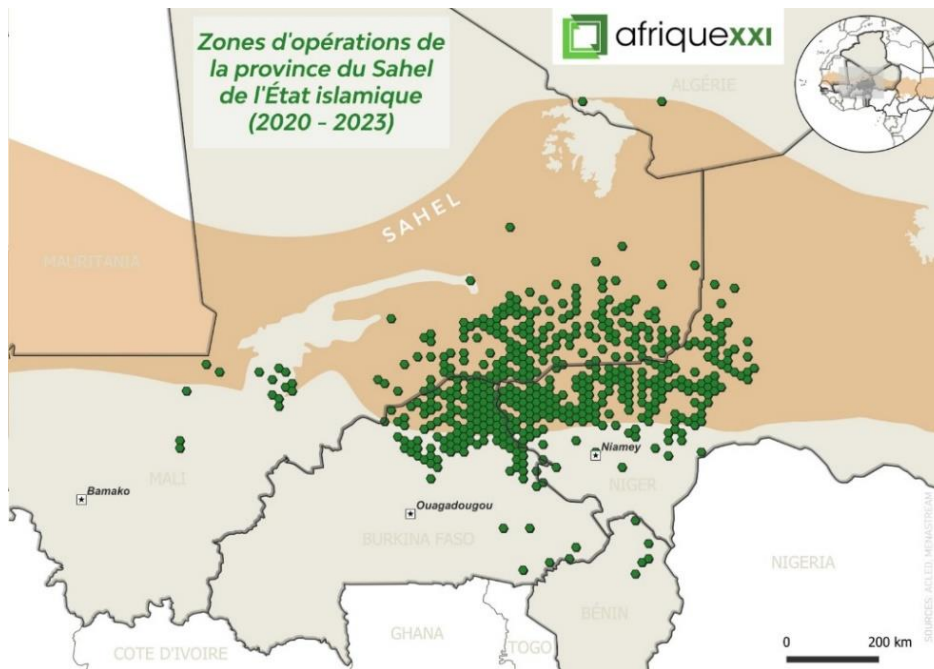 Zones d'opérations de
la province du Sahel
de l'État islamique
(2020 - 2023)
afriqueXXI
ALGÉRIE
SAHEL
MAURITANIA
MALI
Bamako
Niamey
NIGER
Ouagadougou
BURKINA FASO
NIGERIA
BÉNIN
GHANA
TOGO
COTE D'IVOIRE
0 200 km
SOURCES: ACLED, MENASTREAM